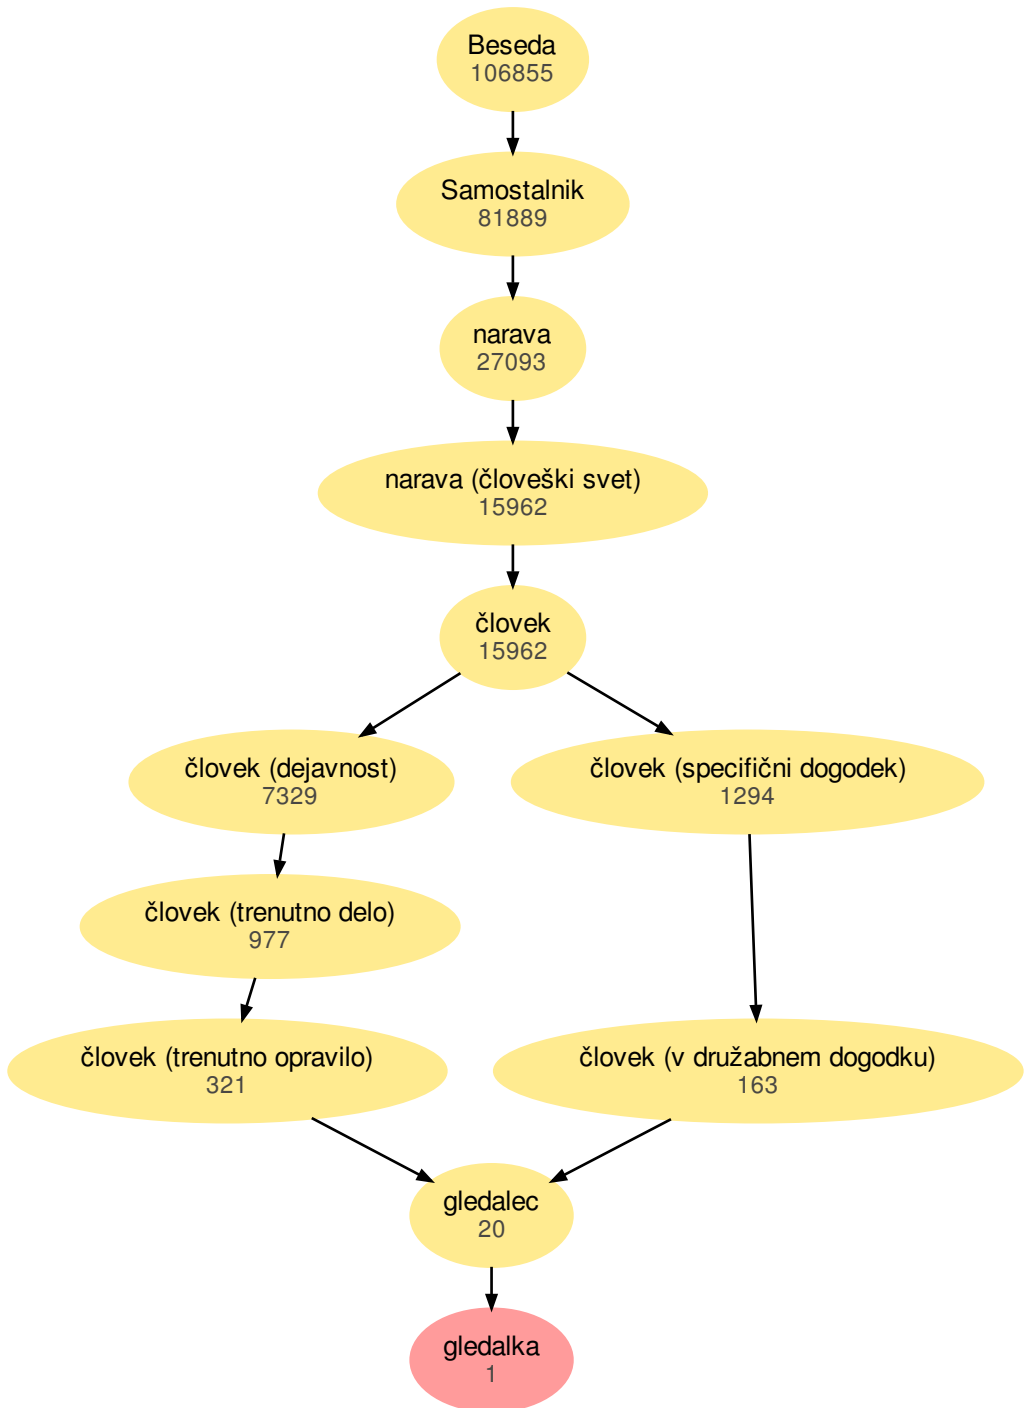 Beseda
106855
Samostalnik
81889
narava
27093
narava (človeški svet)
15962
človek
15962
človek (dejavnost)
7329
človek (specifični dogodek)
1294
človek (trenutno delo)
977
človek (trenutno opravilo)
321
človek (v družabnem dogodku)
163
gledalec
20
gledalka
1